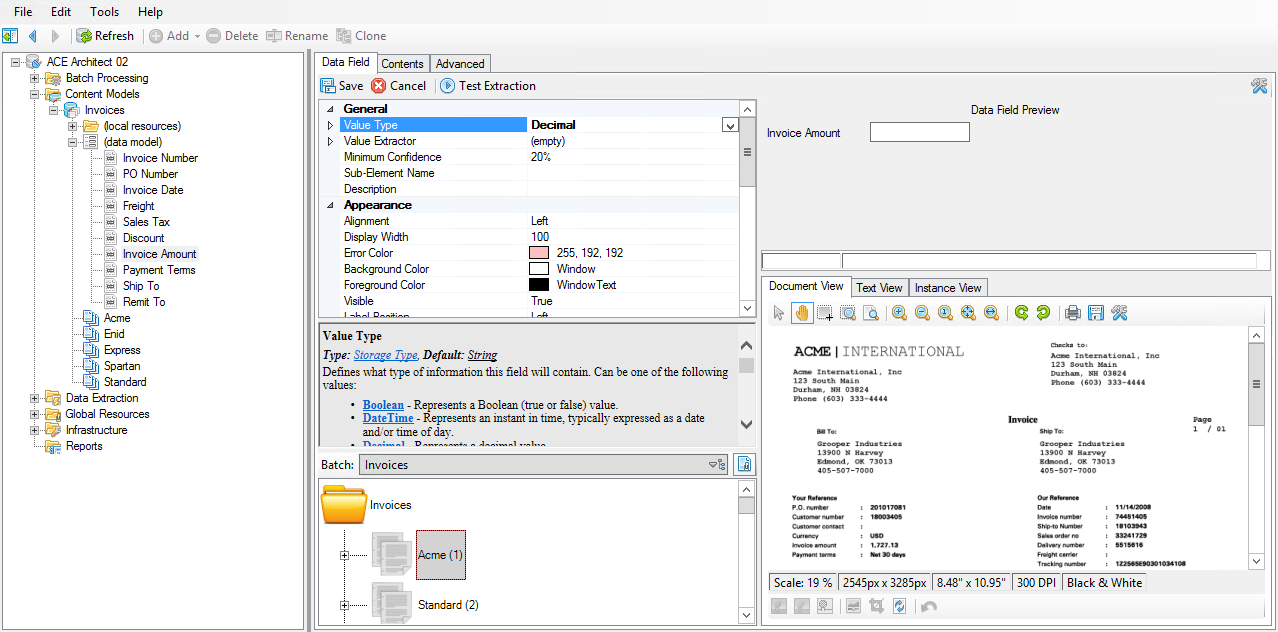 File Edit Tools Help
Refresh Add Delete Rename Clone
ACE Architect 02
Batch Processing
Content Models
Invoices
(local resources)
(data model)
Invoice Number
PO Number
Invoice Date
Freight
Sales Tax
Discount
Invoice Amount
Payment Terms
Ship To
Remit To
Acme
Enid
Express
Spartan
Standard
Data Extraction
Global Resources
Infrastructure
Reports
Data Field Contents Advanced
Save Cancel Test Extraction
General
Value Type Decimal
Value Extractor (empty)
Minimum Confidence 20%
Sub-Element Name
Description
Appearance
Alignment Left
Display Width 100
Error Color 255, 192, 192
Background Color Window
Foreground Color WindowText
Visible True
Label Position Left
Value Type
Type: Storage Type, Default: String
Defines what type of information this field will contain. Can be one of the following
values:
• Boolean - Represents a Boolean (true or false) value.
• DateTime - Represents an instant in time, typically expressed as a date
and/or time of day.
• Decimal - Represents a decimal value.
Batch: Invoices
Invoices
Acme (1)
Standard (2)
Data Field Preview
Invoice Amount
Document View Text View Instance View
ACME | INTERNATIONAL
Acme International, Inc
123 South Main
Durham, NH 03824
Phone (603) 333-4444
Checks to:
Acme International, Inc
123 South Main
Durham, NH 03824
Phone (603) 333-4444
Invoice
Page
1 / 01
Bill To:
Grooper Industries
13900 N Harvey
Edmond, OK 73013
405-507-7000
Ship To:
Grooper Industries
13900 N Harvey
Edmond, OK 73013
405-507-7000
Your Reference
P.O. number : 201017081
Customer number : 18003405
Customer contact :
Currency : USD
Invoice amount : 1,727.13
Payment terms : Net 30 days
Our Reference
Date : 11/14/2008
Invoice number : 74451405
Ship-to Number : 18103943
Sales order no : 33241729
Delivery number : 5515616
Freight carrier :
Tracking number : 1Z2565E90301034108
Scale: 19 % 2545px x 3285px 8.48" x 10.95" 300 DPI Black & White